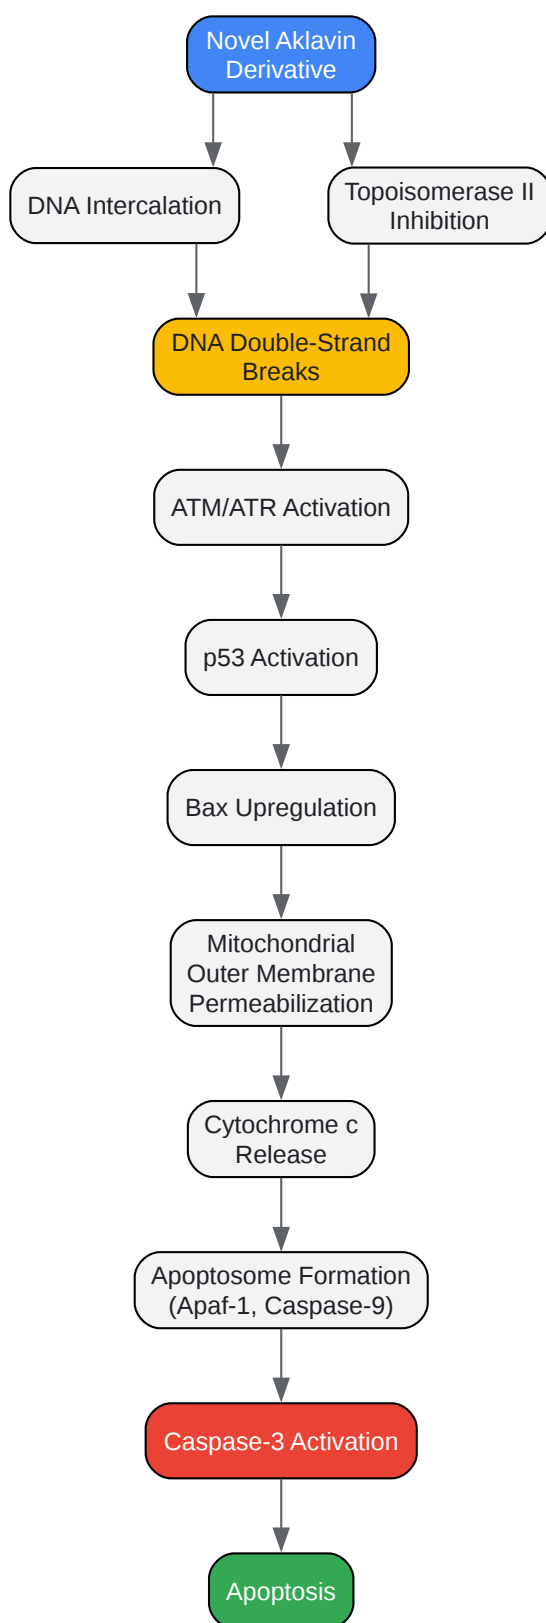 Novel Aklavin
Derivative
DNA Intercalation
Topoisomerase II
Inhibition
DNA Double-Strand
Breaks
ATM/ATR Activation
p53 Activation
Bax Upregulation
Mitochondrial
Outer Membrane
Permeabilization
Cytochrome c
Release
Apoptosome Formation
(Apaf-1, Caspase-9)
Caspase-3 Activation
Apoptosis